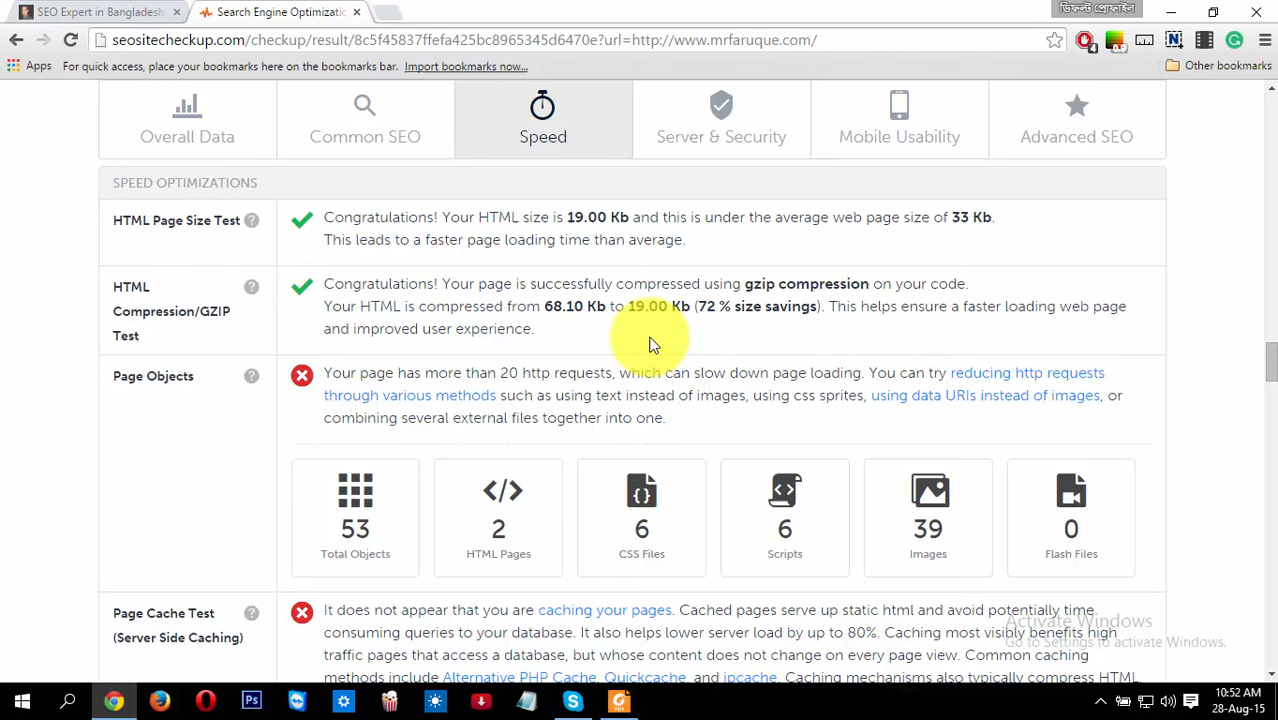 SEO Expert in Bangladesh
Search Engine Optimizatio
ডিফল্ট প্রোফাইল
seositecheckup.com/checkup/result/8c5f45837ffefa425bc8965345d6470e?url=http://www.mrfaruque.com/
Apps For quick access, place your bookmarks here on the bookmarks bar. Import bookmarks now... Other bookmarks
Overall Data
Common SEO
Speed
Server & Security
Mobile Usability
Advanced SEO
SPEED OPTIMIZATIONS
HTML Page Size Test
Congratulations! Your HTML size is 19.00 Kb and this is under the average web page size of 33 Kb.
This leads to a faster page loading time than average.
HTML
Compression/GZIP
Test
Congratulations! Your page is successfully compressed using gzip compression on your code.
Your HTML is compressed from 68.10 Kb to 19.00 Kb (72 % size savings). This helps ensure a faster loading web page
and improved user experience.
Page Objects
Your page has more than 20 http requests, which can slow down page loading. You can try reducing http requests
through various methods such as using text instead of images, using css sprites, using data URIs instead of images, or
combining several external files together into one.
53
Total Objects
2
HTML Pages
6
CSS Files
6
Scripts
39
Images
0
Flash Files
Page Cache Test
(Server Side Caching)
It does not appear that you are caching your pages. Cached pages serve up static html and avoid potentially time
consuming queries to your database. It also helps lower server load by up to 80%. Caching most visibly benefits high
traffic pages that access a database, but whose content does not change on every page view. Common caching
methods include Alternative PHP Cache, Quickcache, and jpcache. Caching mechanisms also typically compress HTML,
Activate Windows
Go to Settings to activate Windows.
10:52 AM
28-Aug-15